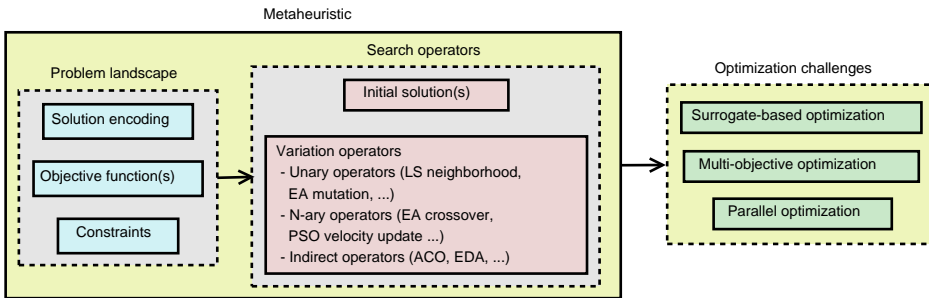 Metaheuristic
Problem landscape
Solution encoding
Objective function(s)
Constraints
Search operators
Initial solution(s)
Variation operators
- Unary operators (LS neighborhood,
EA mutation, ...)
- N-ary operators (EA crossover,
PSO velocity update ...)
- Indirect operators (ACO, EDA, ...)
Optimization challenges
Surrogate-based optimization
Multi-objective optimization
Parallel optimization